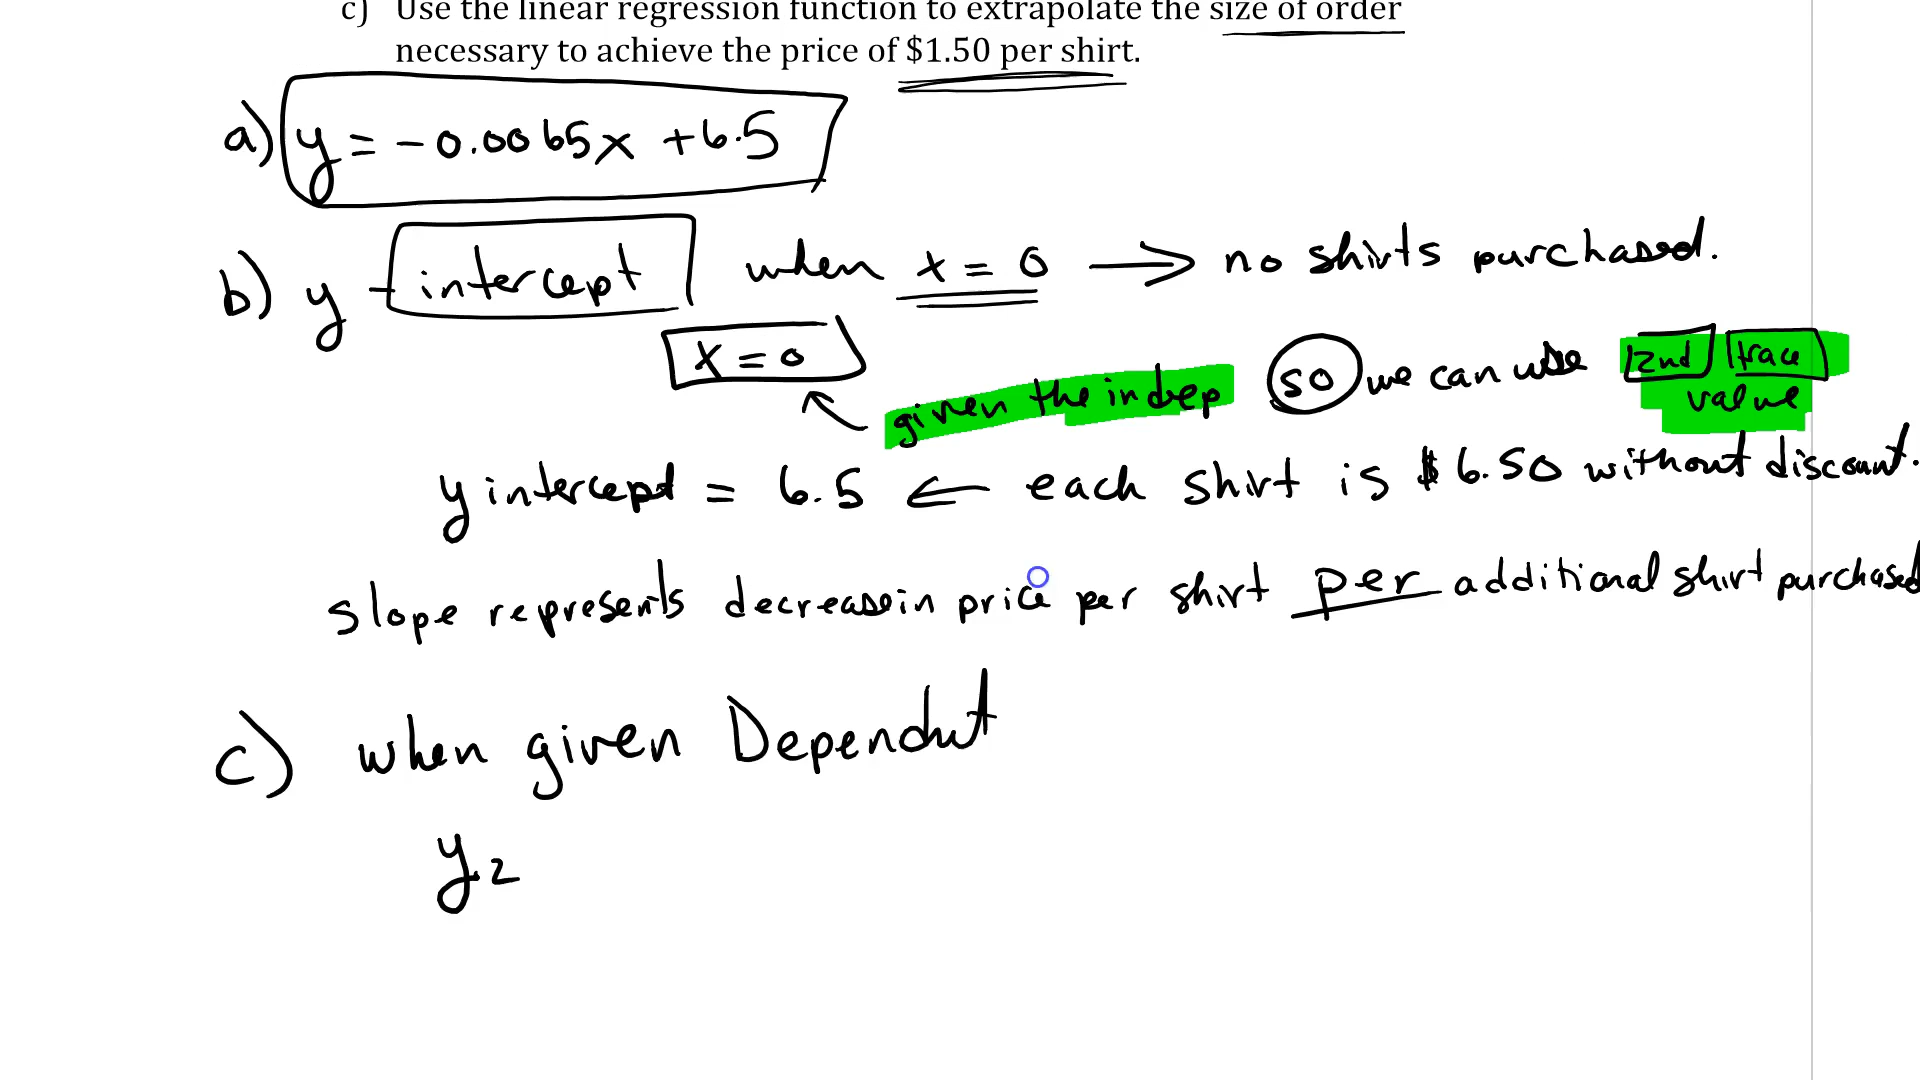 c) Use the linear regression function to extrapolate the size of order
necessary to achieve the price of $1.50 per shirt.
a) y = -0.0065x + 6.5
b) y-intercept when x = 0 → no shirts purchased.
x = 0
given the indep so we can use 2nd trace
value
y intercept = 6.5 ← each shirt is $6.50 without discount.
slope represents decrease in price per shirt per additional shirt purchased
c) when given Dependut
y2